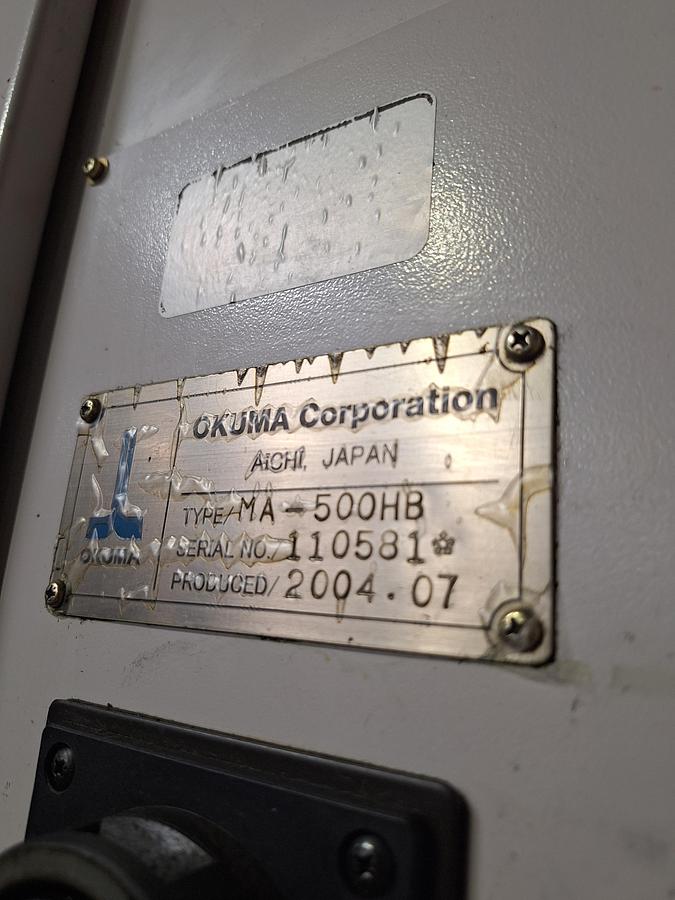 OKUMA Corporation
AICHI, JAPAN
OKUMA
TYPE/MA-500HB
SERIAL NO./110581
PRODUCED/2004.07